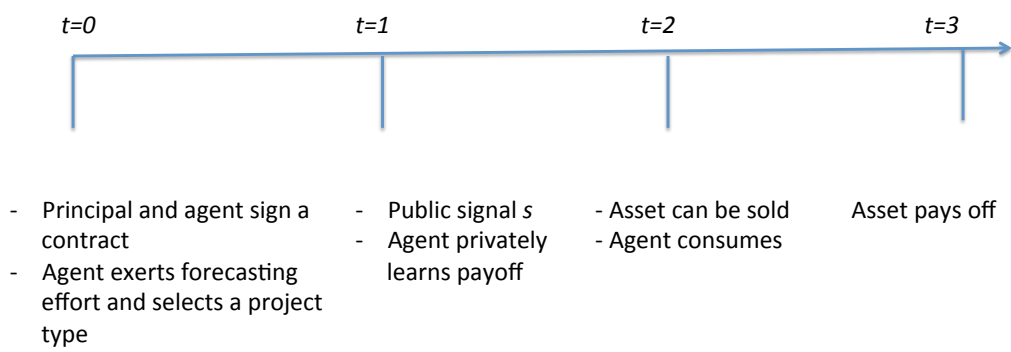 t=0 t=1 t=2 t=3
- Principal and agent sign a
contract
- Agent exerts forecasting
effort and selects a project
type
- Public signal s
- Agent privately
learns payoff
- Asset can be sold
- Agent consumes
Asset pays off